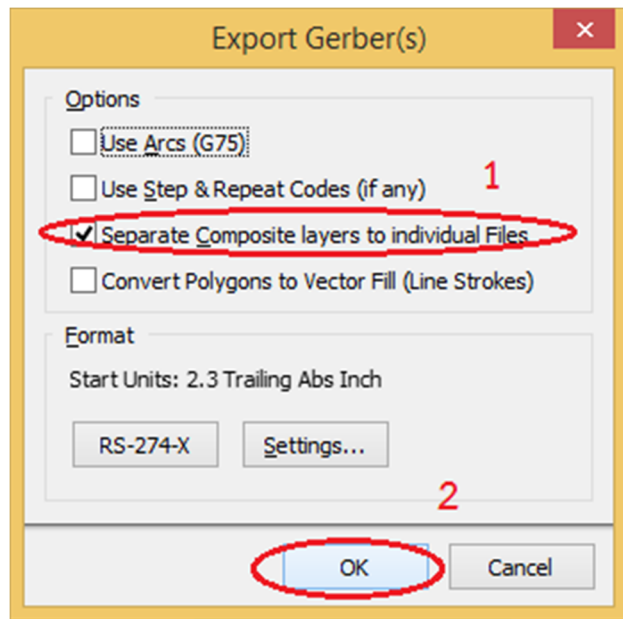 Export Gerber(s)
Options
Use Arcs (G75)
1
Use Step & Repeat Codes (if any)
Separate Composite layers to individual Files
Convert Polygons to Vector Fill (Line Strokes)
Format
Start Units: 2.3 Trailing Abs Inch
RS-274-X Settings...
2
OK Cancel